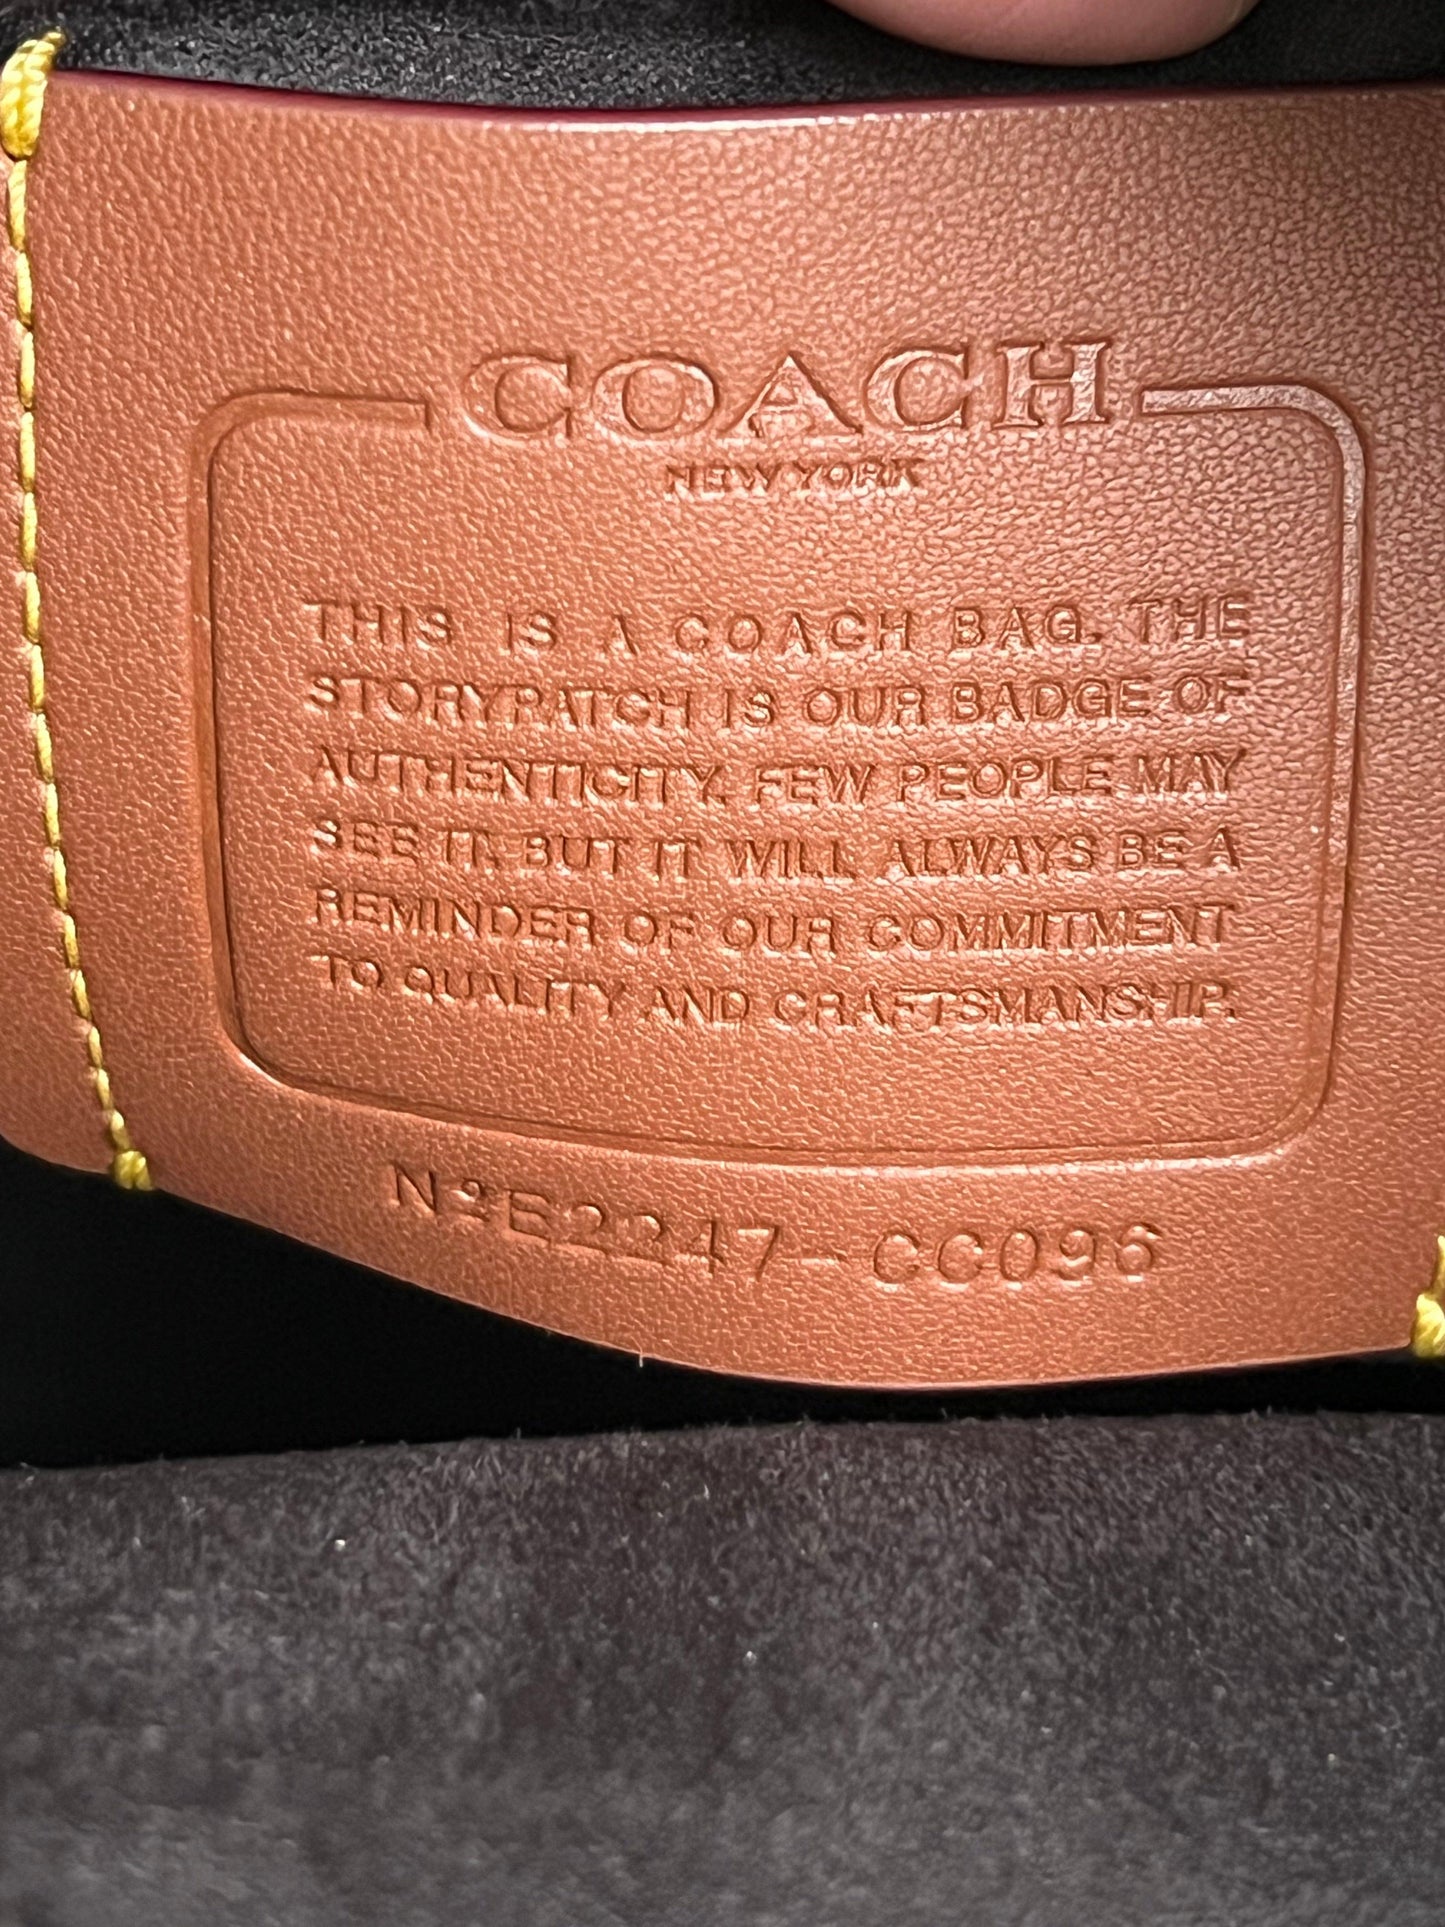 COACH
NEW YORK
THIS IS A COACH BAG. THE
STORYPATCH IS OUR BADGE OF
AUTHENTICITY. FEW PEOPLE MAY
SEE IT, BUT IT WILL ALWAYS BE A
REMINDER OF OUR COMMITMENT
TO QUALITY AND CRAFTSMANSHIP.
Nº E2247-CC096